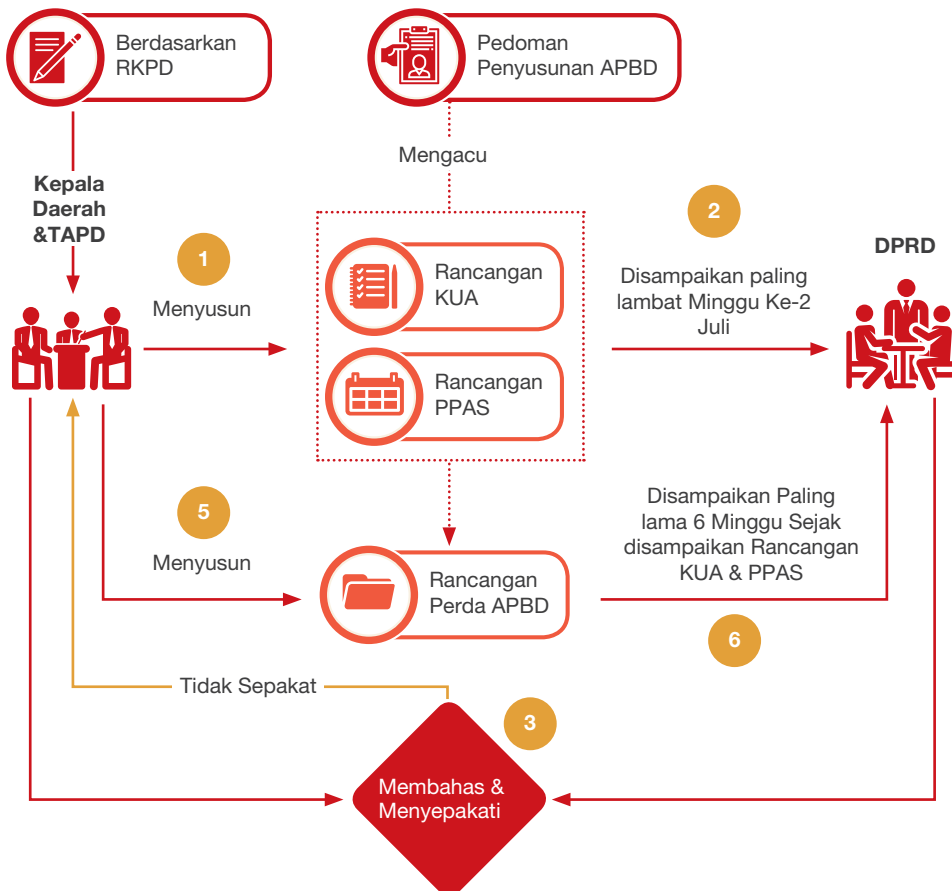 Berdasarkan
RKPD
Pedoman
Penyusunan APBD
Mengacu
Kepala
Daerah
&TAPD
1
Menyusun
Rancangan
KUA
Rancangan
PPAS
2
Disampaikan paling
lambat Minggu Ke-2
Juli
DPRD
5
Menyusun
Rancangan
Perda APBD
Disampaikan Paling
lama 6 Minggu Sejak
disampaikan Rancangan
KUA & PPAS
6
Tidak Sepakat
3
Membahas &
Menyepakati